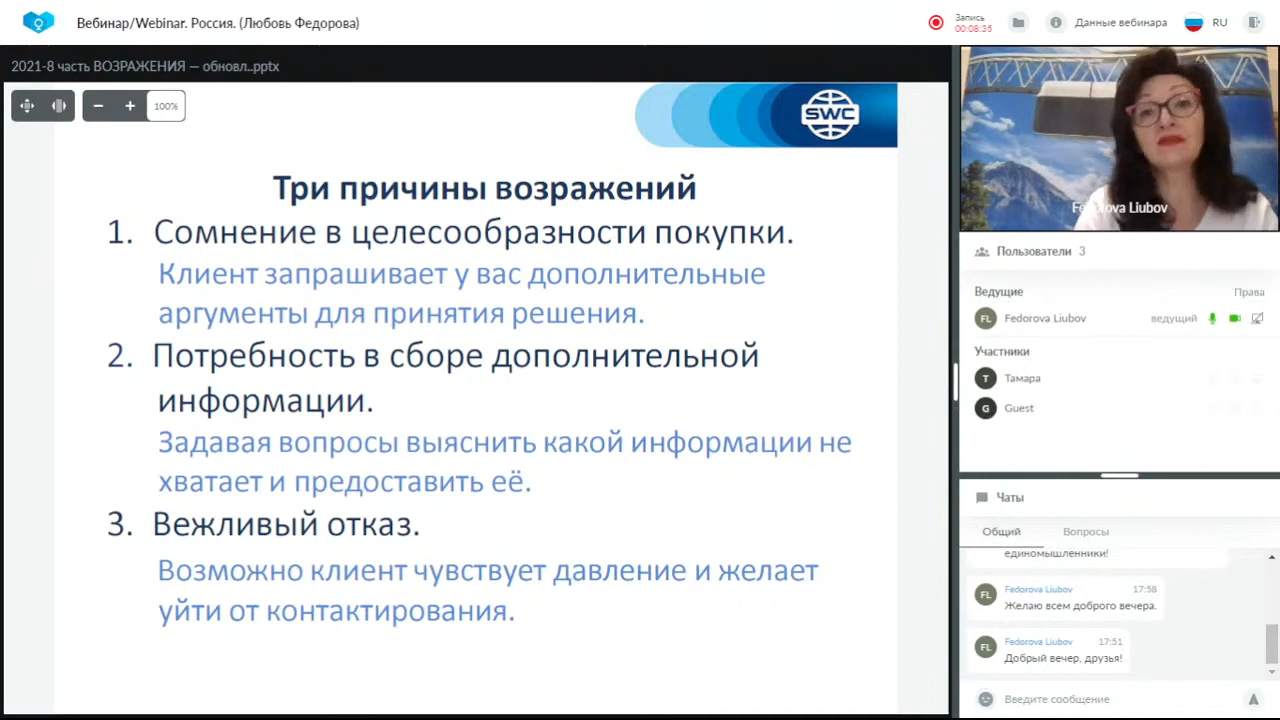 Вебинар/Webinar. Россия. (Любовь Федорова)
Запись
00:08:35
Данные вебинара
RU
2021-8 часть ВОЗРАЖЕНИЯ — обновл..pptx
100%
SWC
Три причины возражений
1. Сомнение в целесообразности покупки.
Клиент запрашивает у вас дополнительные
аргументы для принятия решения.
2. Потребность в сборе дополнительной
информации.
Задавая вопросы выяснить какой информации не
хватает и предоставить её.
3. Вежливый отказ.
Возможно клиент чувствует давление и желает
уйти от контактирования.
Fedorova Liubov
Пользователи 3
Ведущие Права
FL Fedorova Liubov ведущий
Участники
T Тамара
G Guest
Чаты
Общий Вопросы
единомышленники!
FL Fedorova Liubov 17:58
Желаю всем доброго вечера.
FL Fedorova Liubov 17:51
Добрый вечер, друзья!
Введите сообщение